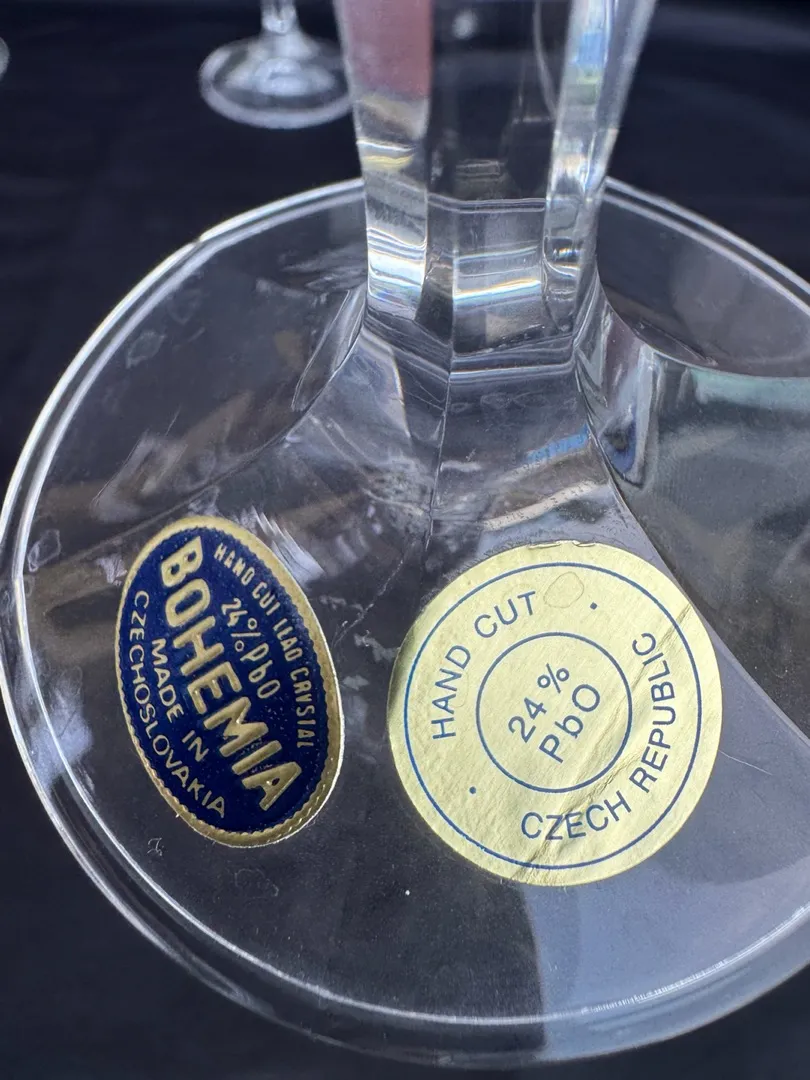 HAND CUT LEAD CRYSTAL
24% PbO
BOHEMIA
MADE IN
CZECHOSLOVAKIA
HAND CUT
24%
PbO
CZECH REPUBLIC